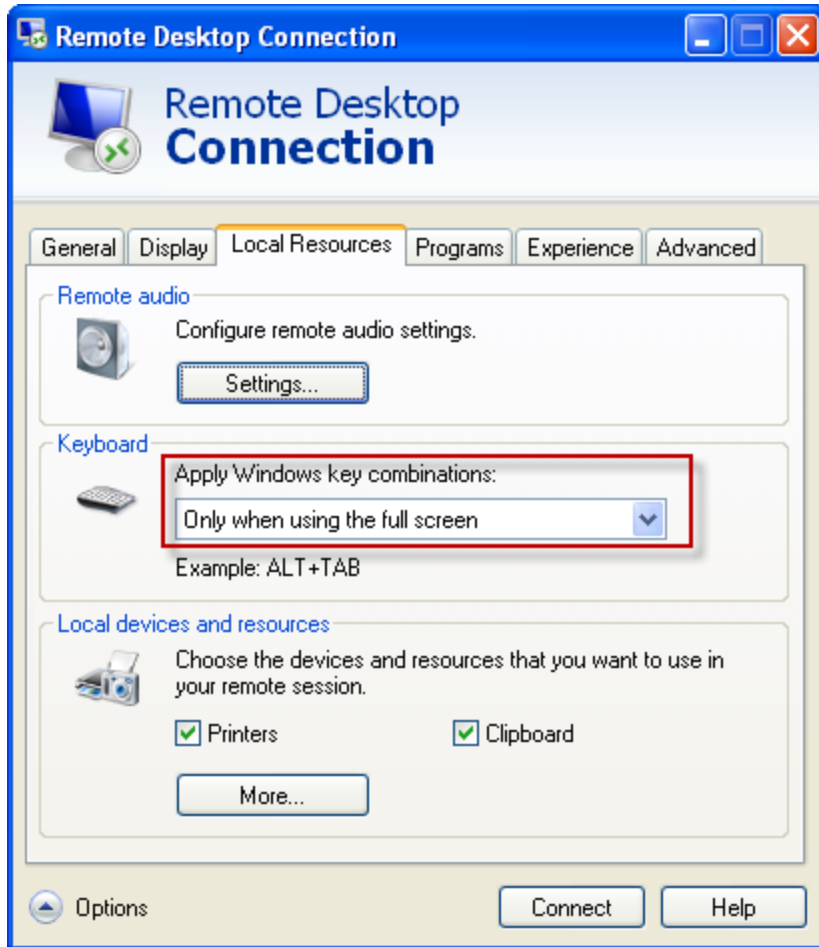 Remote Desktop Connection
Remote Desktop
Connection
General Display Local Resources Programs Experience Advanced
Remote audio
Configure remote audio settings.
Settings...
Keyboard
Apply Windows key combinations:
Only when using the full screen
Example: ALT+TAB
Local devices and resources
Choose the devices and resources that you want to use in
your remote session.
Printers Clipboard
More...
Options Connect Help